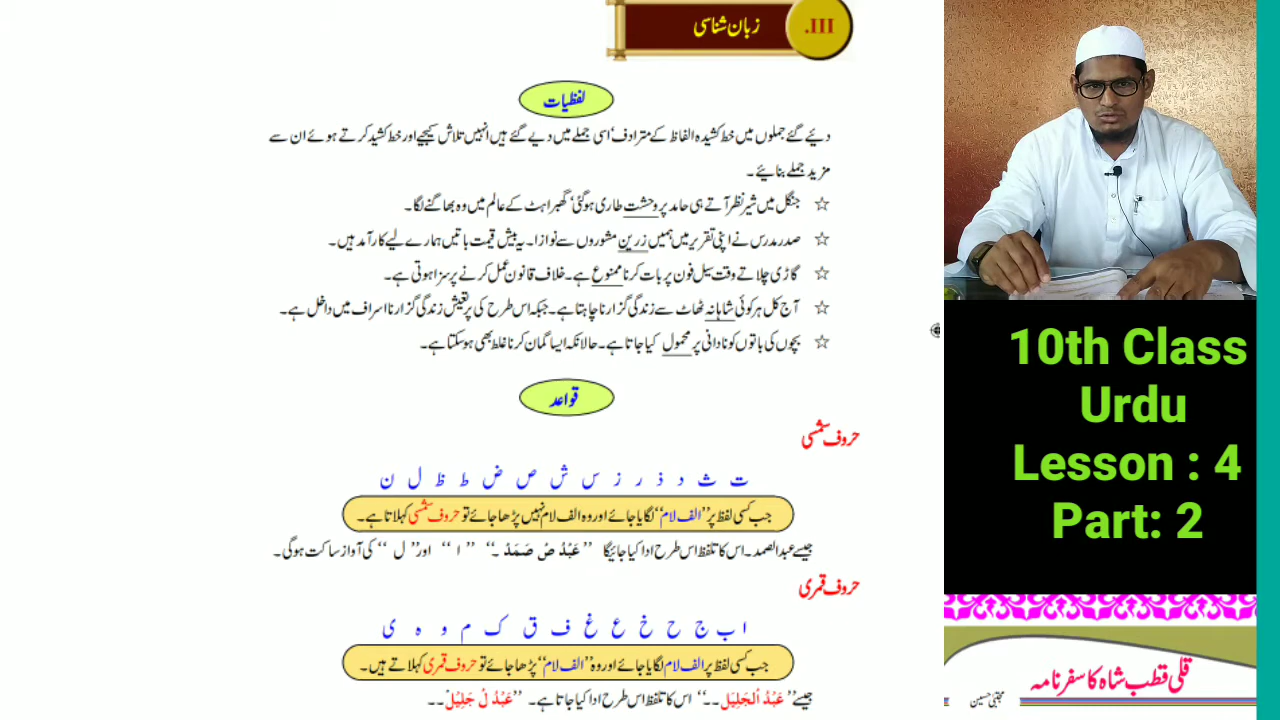 III. زبان شناسی
لفظیات
دیئے گئے جملوں میں خط کشیدہ الفاظ کے مترادف' اسی جملے میں دیے گئے ہیں انہیں تلاش کیجیے اور خط کشید کرتے ہوئے ان سے
مزید جملے بنائیے ۔
☆ جنگل میں شیر نظر آتے ہی حامد پر وحشت طاری ہوگئی' گھبراہٹ کے عالم میں وہ بھاگنے لگا۔
☆ صدر مدرس نے اپنی تقریر میں ہمیں زرین مشوروں سے نوازا۔ یہ بیش قیمت باتیں ہمارے لیے کارآمد ہیں۔
☆ گاڑی چلاتے وقت سیل فون پر بات کرنا ممنوع ہے۔ خلاف قانون عمل کرنے پر سزا ہوتی ہے۔
☆ آج کل ہر کوئی شاہانہ ٹھاٹ سے زندگی گزارنا چاہتا ہے۔ جبکہ اس طرح کی پرتعیش زندگی گزارنا اسراف میں داخل ہے۔
☆ بچوں کی باتوں کو نادانی پر محمول کیا جاتا ہے۔ حالانکہ ایسا گمان کرنا غلط بھی ہوسکتا ہے۔
قواعد
حروف شمسی
ت ث د ذ ر ز س ش ص ض ط ظ ل ن
جب کسی لفظ پر ''الف لام'' لگایا جائے اور وہ الف لام نہیں پڑھا جائے تو حروف شمسی کہلاتا ہے۔
جیسے عبدالصمد۔ اس کا تلفظ اس طرح ادا کیا جائیگا ''عَبْدُ صْ صَمَدْ ۔'' ''ا'' اور ''ل'' کی آواز ساکت ہوگی۔
حروف قمری
ا ب ج ح خ ع غ ف ق ک م و ہ ی
جب کسی لفظ پر الف لام لگایا جائے اور وہ ''الف لام'' پڑھا جائے تو حروف قمری کہلاتے ہیں۔
جیسے ''عَبْدُ الْجَلِیْل۔۔'' اس کا تلفظ اس طرح ادا کیا جاتا ہے۔ ''عَبْدُ لْ جَلِیْلْ''۔۔
10th Class
Urdu
Lesson : 4
Part: 2
قلی قطب شاہ کا سفرنامہ
مجتبیٰ حسین